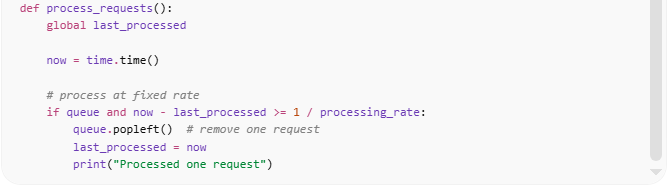 def process_requests():
    global last_processed

    now = time.time()

    # process at fixed rate
    if queue and now - last_processed >= 1 / processing_rate:
        queue.popleft()  # remove one request
        last_processed = now
        print("Processed one request")